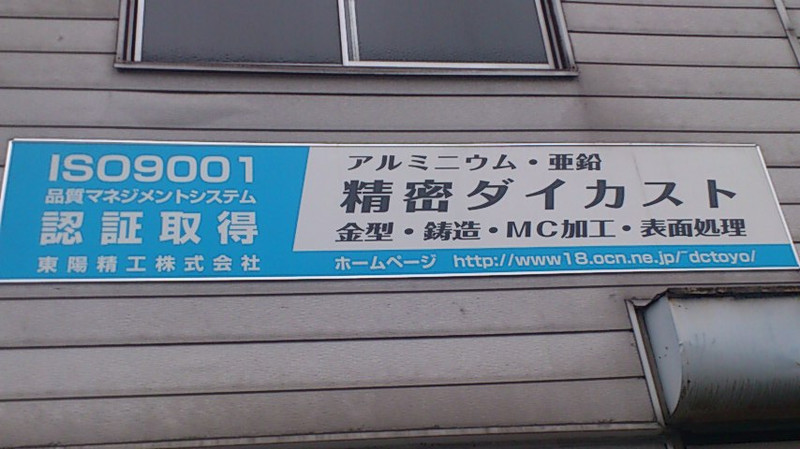 ISO9001
品質マネジメントシステム
認証取得
東陽精工株式会社
アルミニウム・亜鉛
精密ダイカスト
金型・鋳造・MC加工・表面処理
ホームページ http://www18.ocn.ne.jp/~dctoyo/